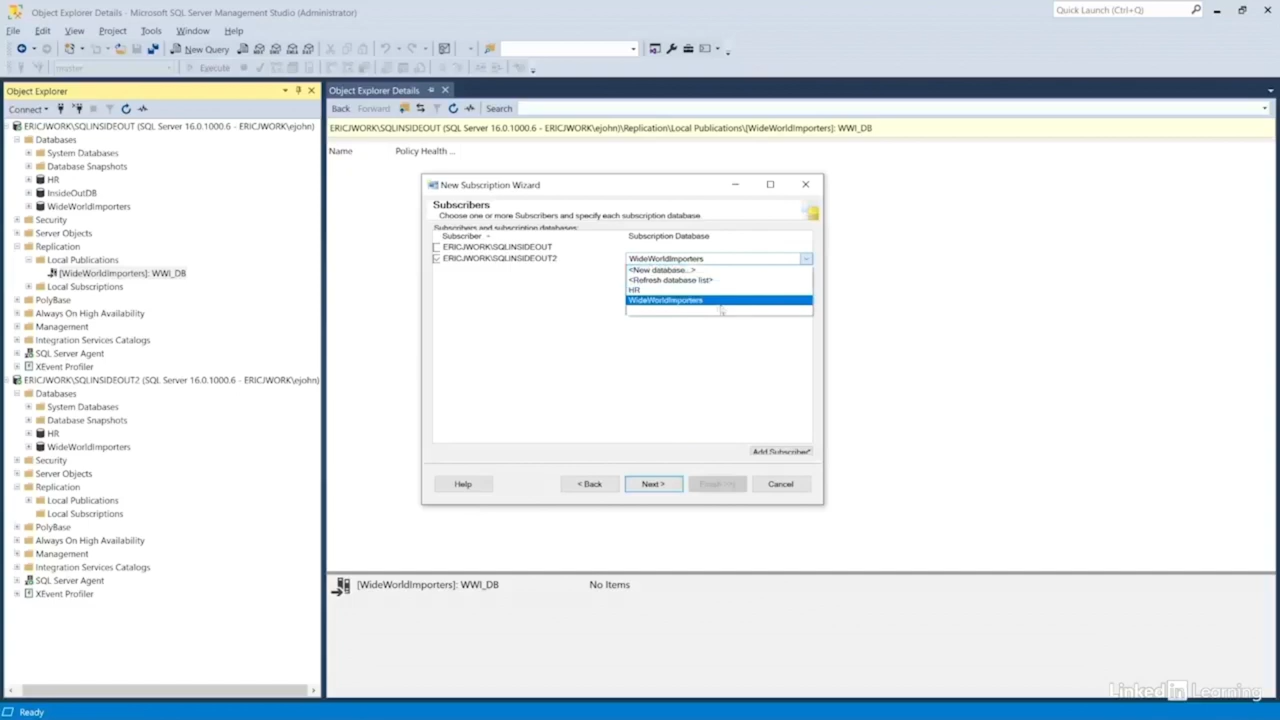 Object Explorer Details - Microsoft SQL Server Management Studio (Administrator)
Quick Launch (Ctrl+Q)
File Edit View Project Tools Window Help
New Query
master
Execute
Object Explorer
Connect
ERICJWORK\SQLINSIDEOUT (SQL Server 16.0.1000.6 - ERICJWORK\ejohn)
Databases
System Databases
Database Snapshots
HR
InsideOutDB
WideWorldImporters
Security
Server Objects
Replication
Local Publications
[WideWorldImporters]: WWI_DB
Local Subscriptions
PolyBase
Always On High Availability
Management
Integration Services Catalogs
SQL Server Agent
XEvent Profiler
ERICJWORK\SQLINSIDEOUT2 (SQL Server 16.0.1000.6 - ERICJWORK\ejohn)
Databases
System Databases
Database Snapshots
HR
WideWorldImporters
Security
Server Objects
Replication
Local Publications
Local Subscriptions
PolyBase
Always On High Availability
Management
Integration Services Catalogs
SQL Server Agent
XEvent Profiler
Object Explorer Details
Back Forward Search
ERICJWORK\SQLINSIDEOUT (SQL Server 16.0.1000.6 - ERICJWORK\ejohn)\Replication\Local Publications\[WideWorldImporters]: WWI_DB
Name Policy Health ...
New Subscription Wizard
Subscribers
Choose one or more Subscribers and specify each subscription database.
Subscribers and subscription databases:
Subscriber Subscription Database
ERICJWORK\SQLINSIDEOUT
ERICJWORK\SQLINSIDEOUT2 WideWorldImporters
<New database...>
<Refresh database list>
HR
WideWorldImporters
Add Subscriber
Help < Back Next > Cancel
[WideWorldImporters]: WWI_DB No Items
LinkedIn Learning
Ready